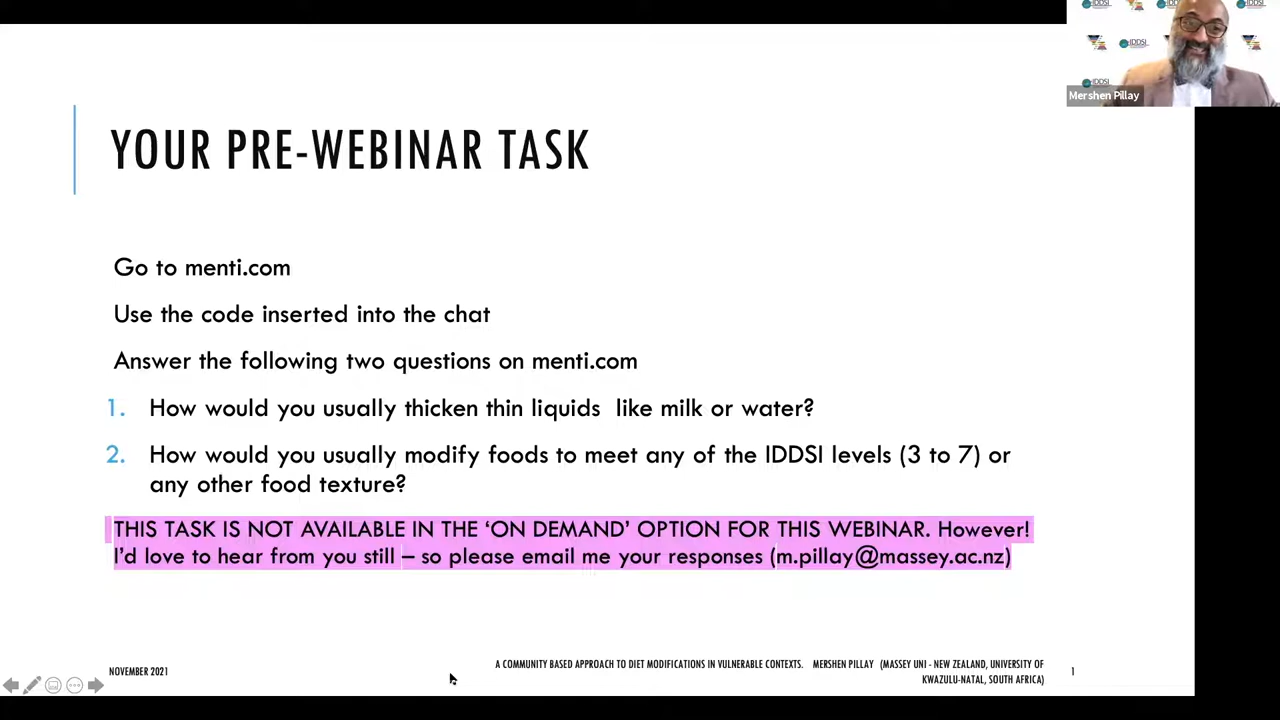 IDDSI
Mershen Pillay
YOUR PRE-WEBINAR TASK
Go to menti.com
Use the code inserted into the chat
Answer the following two questions on menti.com
1. How would you usually thicken thin liquids  like milk or water?
2. How would you usually modify foods to meet any of the IDDSI levels (3 to 7) or
any other food texture?
THIS TASK IS NOT AVAILABLE IN THE ‘ON DEMAND’ OPTION FOR THIS WEBINAR. However!
I’d love to hear from you still – so please email me your responses (m.pillay@massey.ac.nz)
NOVEMBER 2021
A COMMUNITY BASED APPROACH TO DIET MODIFICATIONS IN VULNERABLE CONTEXTS.    MERSHEN PILLAY   (MASSEY UNI - NEW ZEALAND, UNIVERSITY OF
KWAZULU-NATAL, SOUTH AFRICA)
1